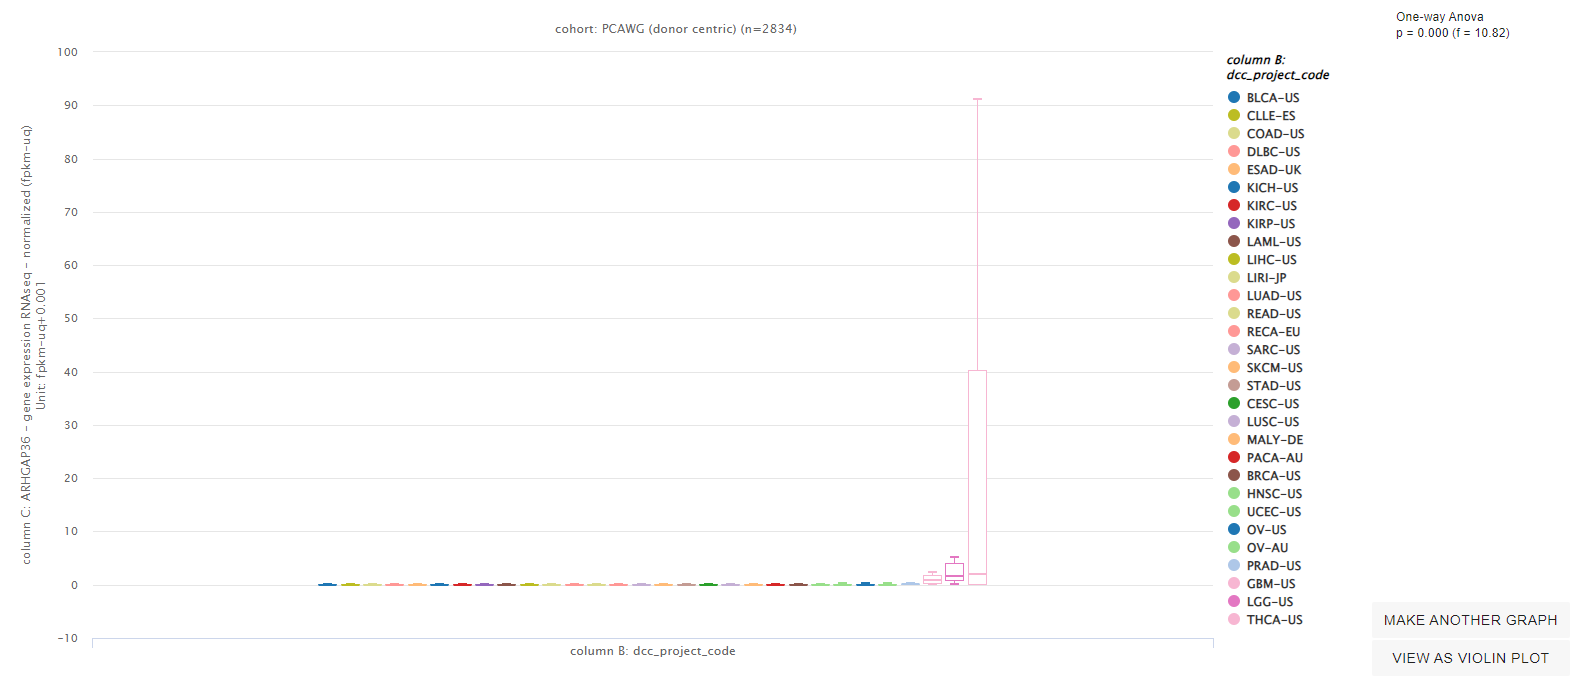 cohort: PCAWG (donor centric) (n=2834)
One-way Anova
p = 0.000 (f = 10.82)
column C: ARHGAP36 - gene expression RNAseq - normalized (fpkm-uq)
Unit: fpkm-uq+0.001
100
90
80
70
60
50
40
30
20
10
0
-10
column B: dcc_project_code
column B:
dcc_project_code
BLCA-US
CLLE-ES
COAD-US
DLBC-US
ESAD-UK
KICH-US
KIRC-US
KIRP-US
LAML-US
LIHC-US
LIRI-JP
LUAD-US
READ-US
RECA-EU
SARC-US
SKCM-US
STAD-US
CESC-US
LUSC-US
MALY-DE
PACA-AU
BRCA-US
HNSC-US
UCEC-US
OV-US
OV-AU
PRAD-US
GBM-US
LGG-US
THCA-US
MAKE ANOTHER GRAPH
VIEW AS VIOLIN PLOT